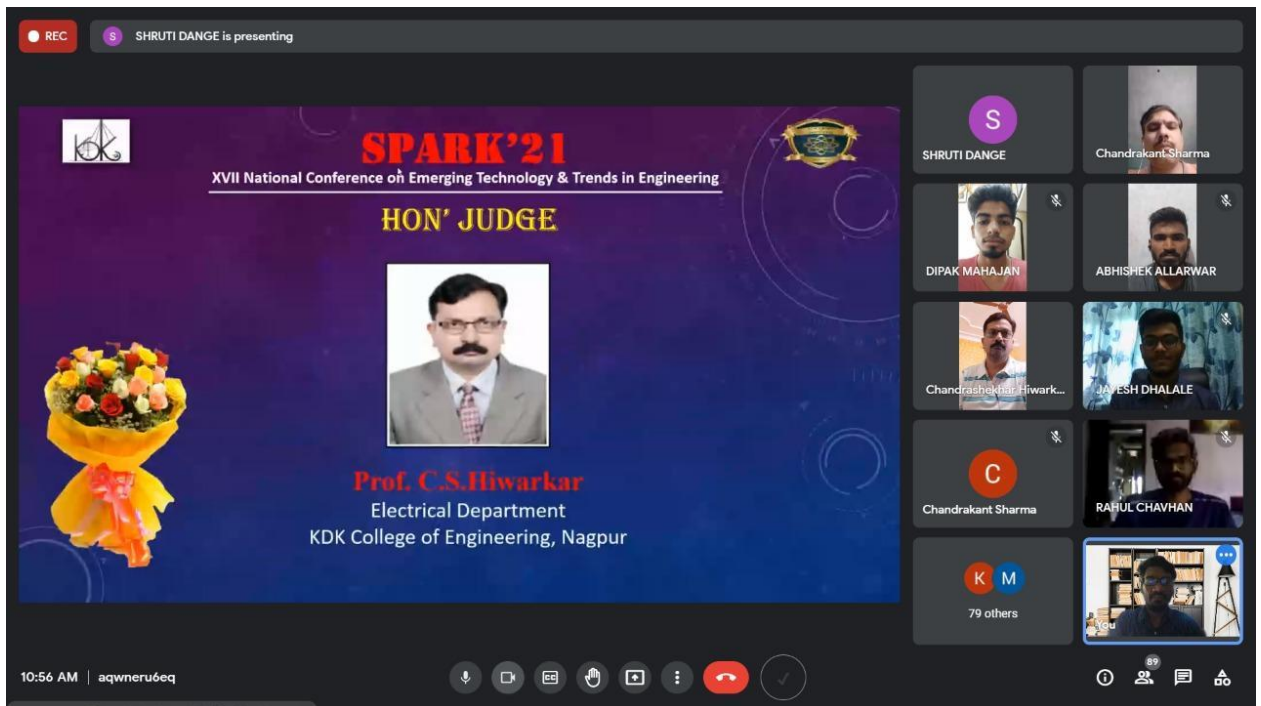 REC
S
SHRUTI DANGE is presenting
KDK
SPARK'21
XVII National Conference on Emerging Technology & Trends in Engineering
HON' JUDGE
Prof. C.S.Hiwarkar
Electrical Department
KDK College of Engineering, Nagpur
S
SHRUTI DANGE
Chandrakant Sharma
DIPAK MAHAJAN
ABHISHEK ALLARWAR
Chandrashekhar Hiwark...
JAYESH DHALALE
C
Chandrakant Sharma
RAHUL CHAVHAN
K M
79 others
You
10:56 AM | aqwneru6eq
CC
89